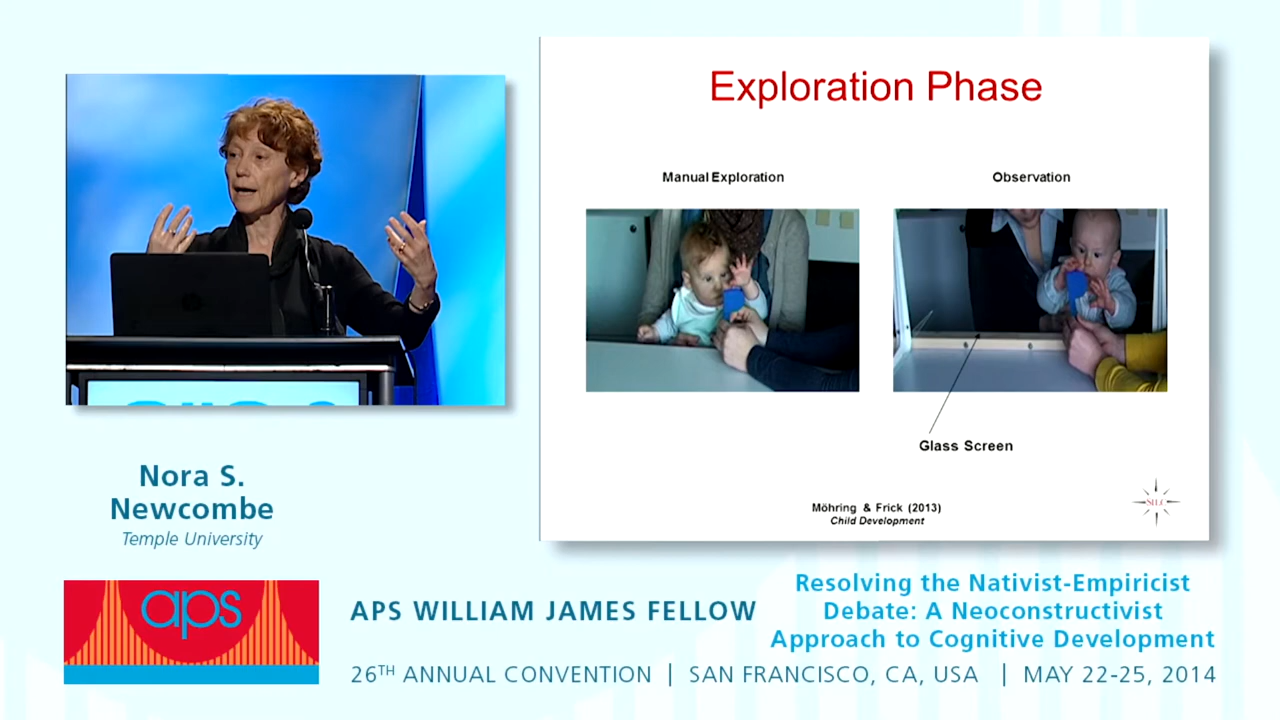 Exploration Phase
Manual Exploration
Observation
Glass Screen
Möhring & Frick (2013)
Child Development
SILC
Nora S.
Newcombe
Temple University
aps
APS WILLIAM JAMES FELLOW
Resolving the Nativist-Empiricist
Debate: A Neoconstructivist
Approach to Cognitive Development
26TH ANNUAL CONVENTION | SAN FRANCISCO, CA, USA | MAY 22-25, 2014